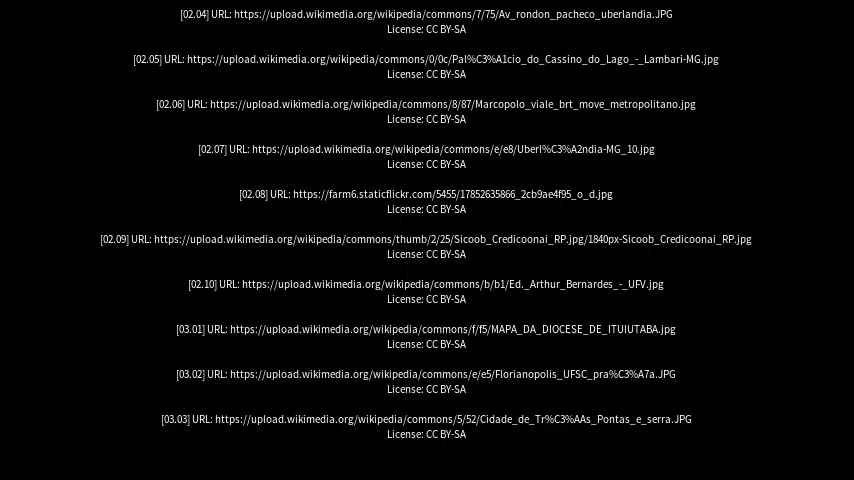 [02.04] URL: https://upload.wikimedia.org/wikipedia/commons/7/75/Av_rondon_pacheco_uberlandia.JPG
License: CC BY-SA
[02.05] URL: https://upload.wikimedia.org/wikipedia/commons/0/0c/Pal%C3%A1cio_do_Cassino_do_Lago_-_Lambari-MG.jpg
License: CC BY-SA
[02.06] URL: https://upload.wikimedia.org/wikipedia/commons/8/87/Marcopolo_viale_brt_move_metropolitano.jpg
License: CC BY-SA
[02.07] URL: https://upload.wikimedia.org/wikipedia/commons/e/e8/Uberl%C3%A2ndia-MG_10.jpg
License: CC BY-SA
[02.08] URL: https://farm6.staticflickr.com/5455/17852635866_2cb9ae4f95_o_d.jpg
License: CC BY-SA
[02.09] URL: https://upload.wikimedia.org/wikipedia/commons/thumb/2/25/Sicoob_Credicoonai_RP.jpg/1840px-Sicoob_Credicoonai_RP.jpg
License: CC BY-SA
[02.10] URL: https://upload.wikimedia.org/wikipedia/commons/b/b1/Ed._Arthur_Bernardes_-_UFV.jpg
License: CC BY-SA
[03.01] URL: https://upload.wikimedia.org/wikipedia/commons/f/f5/MAPA_DA_DIOCESE_DE_ITUIUTABA.jpg
License: CC BY-SA
[03.02] URL: https://upload.wikimedia.org/wikipedia/commons/e/e5/Florianopolis_UFSC_pra%C3%A7a.JPG
License: CC BY-SA
[03.03] URL: https://upload.wikimedia.org/wikipedia/commons/5/52/Cidade_de_Tr%C3%AAs_Pontas_e_serra.JPG
License: CC BY-SA